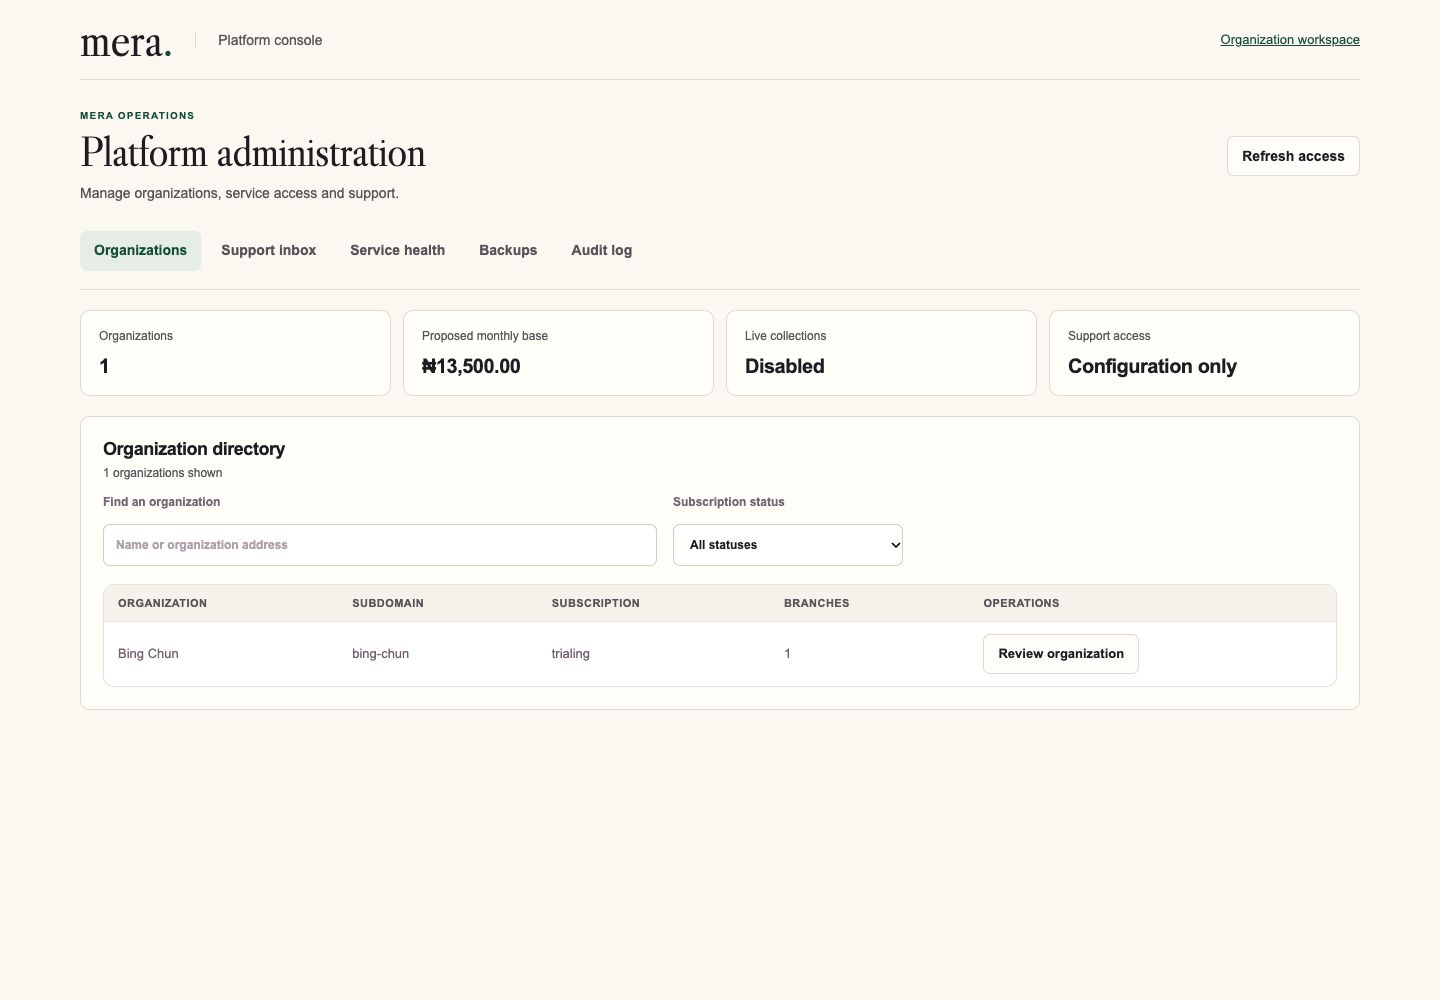 mera.
Platform console
Organization workspace
MERA OPERATIONS
Platform administration
Refresh access
Manage organizations, service access and support.
Organizations
Support inbox
Service health
Backups
Audit log
Organizations
1
Proposed monthly base
₦13,500.00
Live collections
Disabled
Support access
Configuration only
Organization directory
1 organizations shown
Find an organization
Name or organization address
Subscription status
All statuses
ORGANIZATION SUBDOMAIN SUBSCRIPTION BRANCHES OPERATIONS
Bing Chun bing-chun trialing 1 Review organization